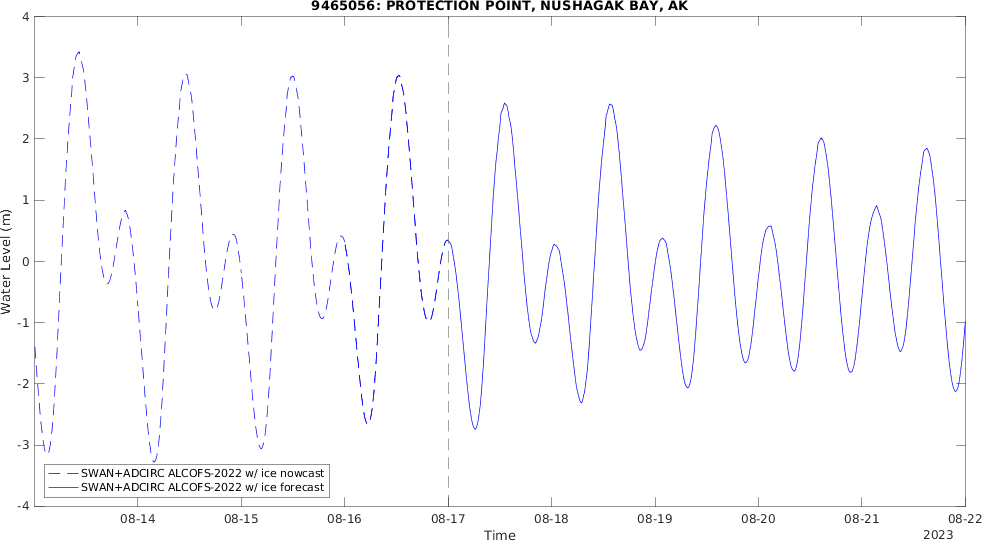 9465056: PROTECTION POINT, NUSHAGAK BAY, AK
4
3
2
1
0
-1
-2
-3
-4
Water Level (m)
SWAN+ADCIRC ALCOFS-2022 w/ ice nowcast
SWAN+ADCIRC ALCOFS-2022 w/ ice forecast
08-14 08-15 08-16 08-17 08-18 08-19 08-20 08-21 08-22
Time
2023